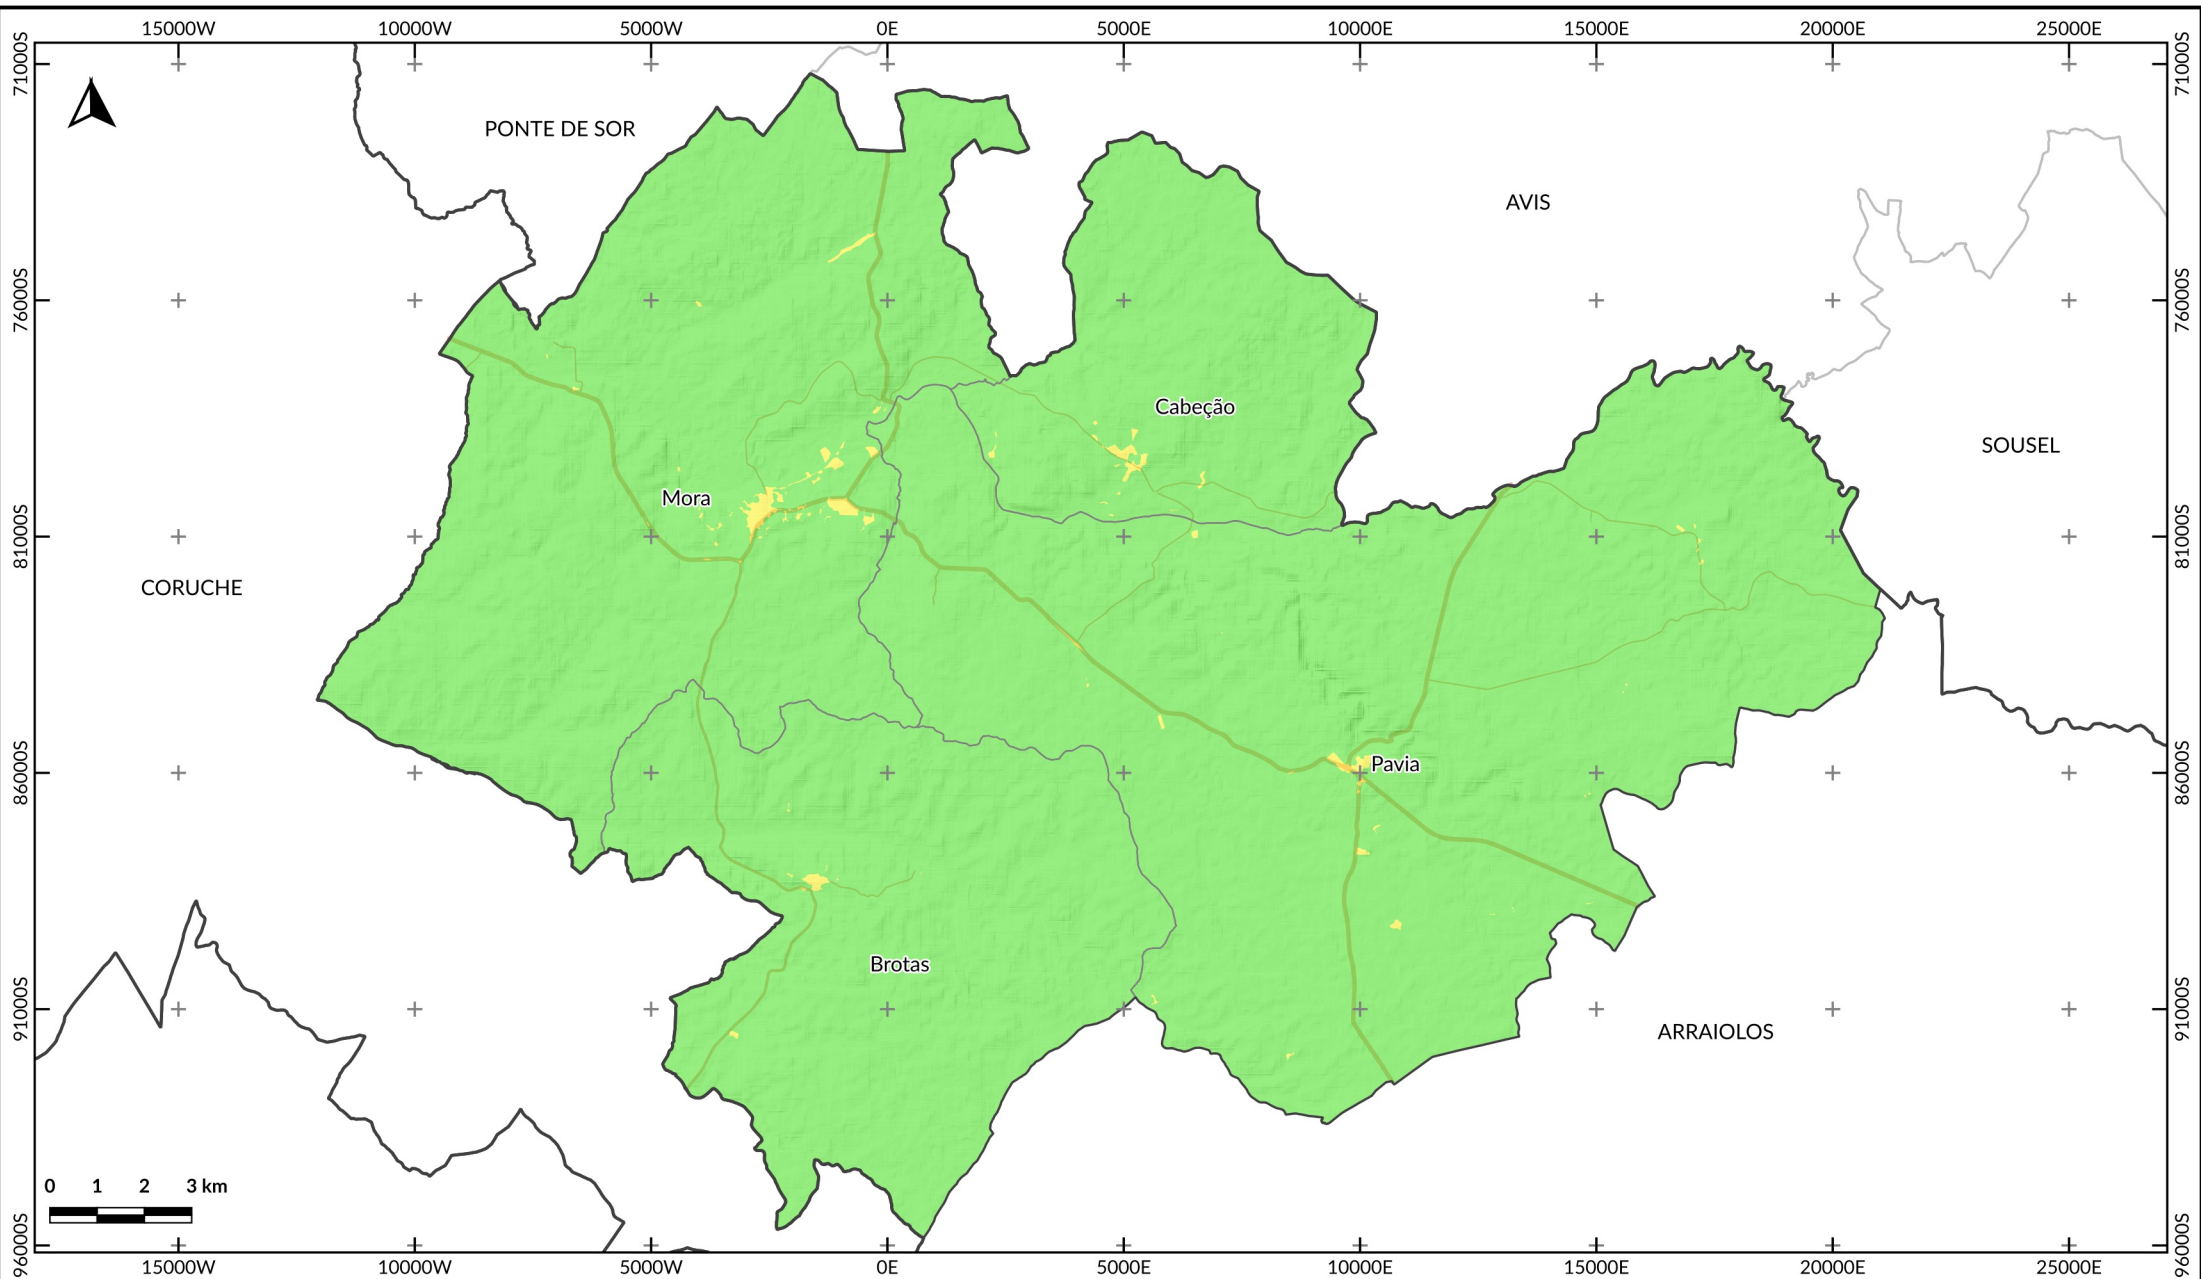 15000W 10000W 5000W 0E 5000E 10000E 15000E 20000E 25000E
71000S 71000S
PONTE DE SOR
AVIS
76000S 76000S
Cabeção
SOUSEL
Mora
81000S 81000S
CORUCHE
Pavia
86000S 86000S
Brotas
91000S 91000S
ARRAIOLOS
0 1 2 3 km
96000S 96000S
15000W 10000W 5000W 0E 5000E 10000E 15000E 20000E 25000E